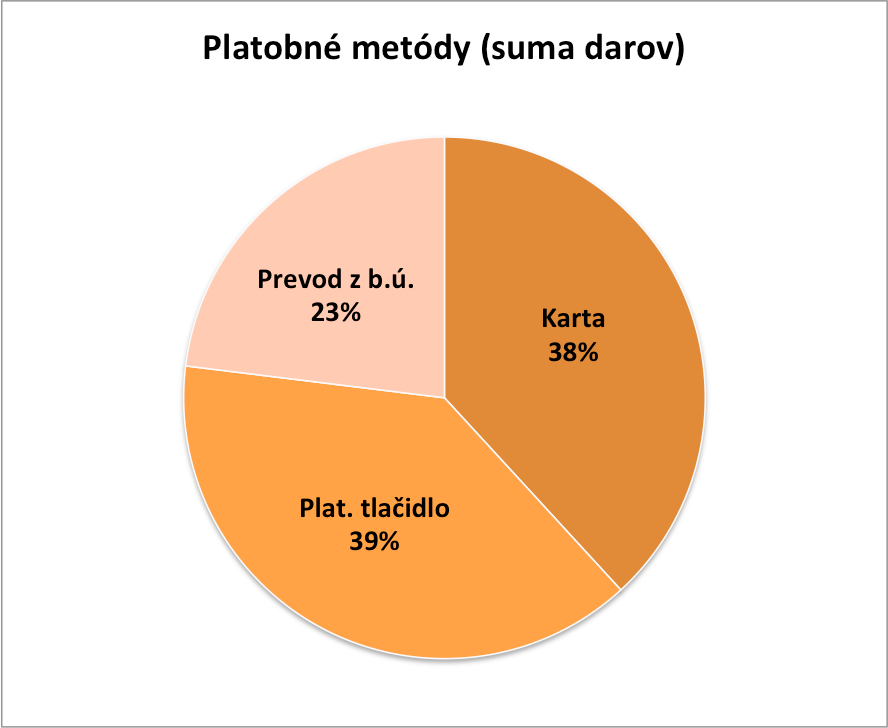 Platobné metódy (suma darov)
Prevod z b.ú.
23%
Karta
38%
Plat. tlačidlo
39%